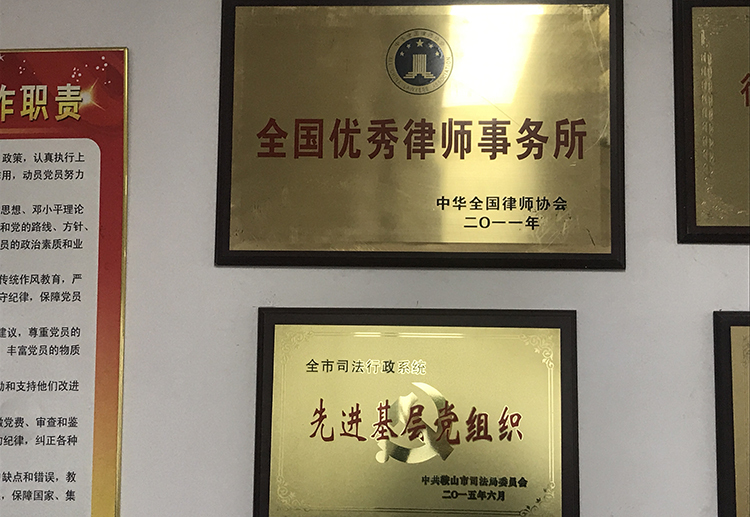 作职责
政策，认真执行上
作用，动员党员努力
思想、邓小平理论
和党的路线、方针、
员的政治素质和业
传统作风教育，严
守纪律，保障党员
建议，尊重党员的
丰富党员的物质
励和支持他们改进
缴党费、审查和鉴
的纪律，纠正各种
缺点和错误，教
，保障国家、集
全国优秀律师事务所
中华全国律师协会
二〇一一年
全市司法行政系统
先进基层党组织
中共鞍山市司法局委员会
二〇一五年六月